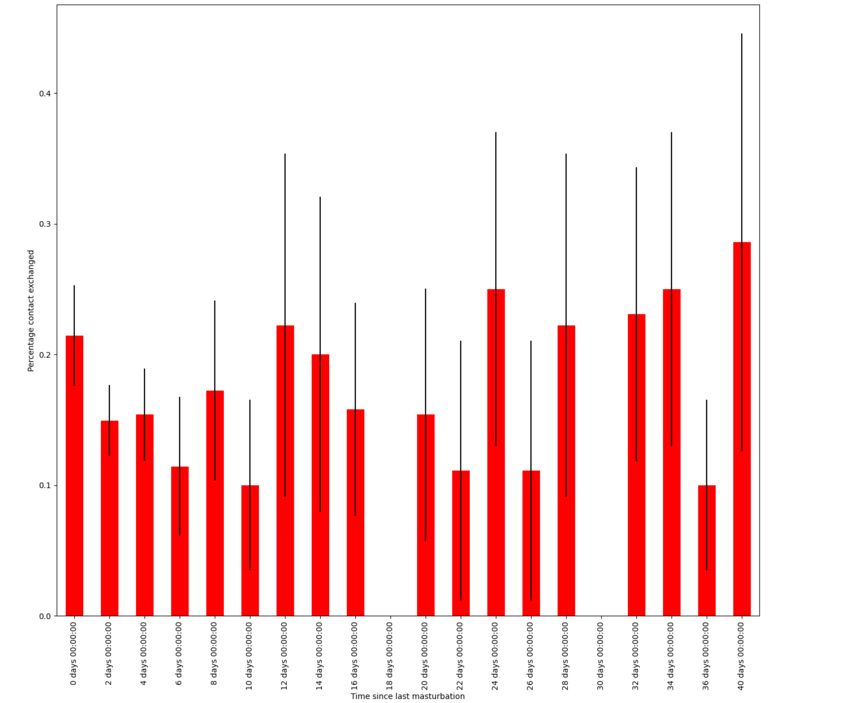 0.4
0.3
0.2
0.1
0.0
Percentage contact exchanged
0 days 00:00:00
2 days 00:00:00
4 days 00:00:00
6 days 00:00:00
8 days 00:00:00
10 days 00:00:00
12 days 00:00:00
14 days 00:00:00
16 days 00:00:00
18 days 00:00:00
20 days 00:00:00
22 days 00:00:00
24 days 00:00:00
26 days 00:00:00
28 days 00:00:00
30 days 00:00:00
32 days 00:00:00
34 days 00:00:00
36 days 00:00:00
40 days 00:00:00
Time since last masturbation